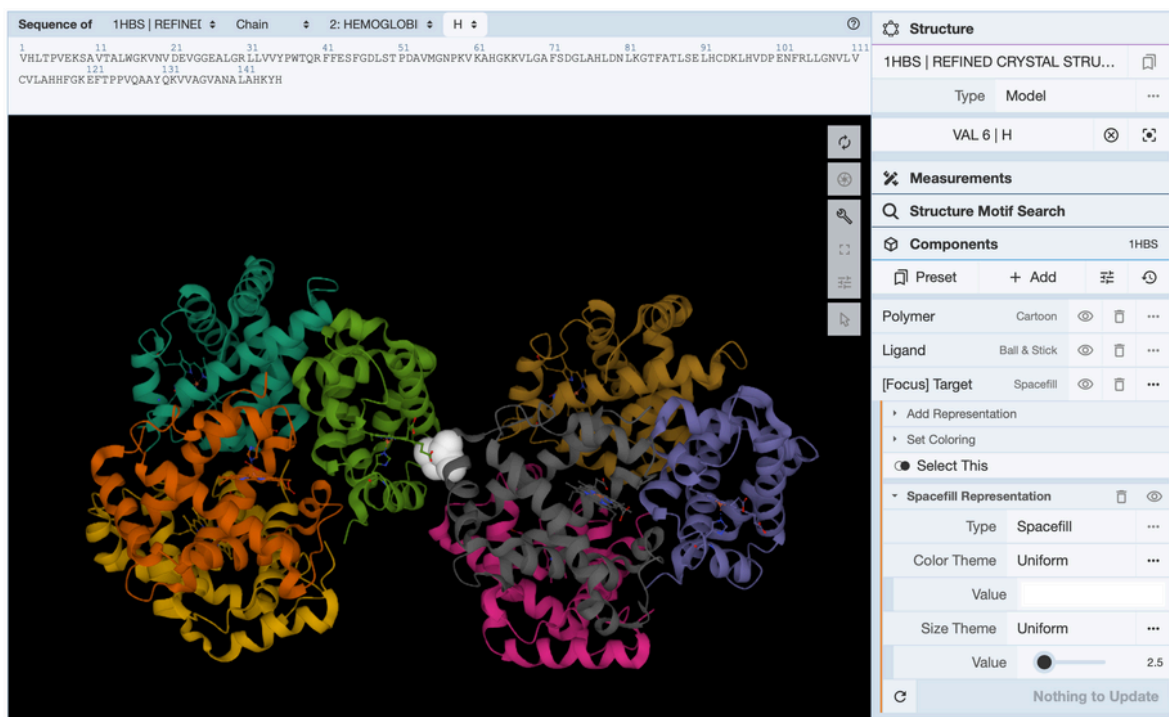 Sequence of 1HBS | REFINEI Chain 2: HEMOGLOBI H
1 11 21 31 41 51 61 71 81 91 101 111
VHLTPVEKSAVTALWGKVNVDEVGGEALGRLLVVYPWTQRFFESFGDLSTPDAVMGNPKVKAHGKKVLGAFSDGLAHLDNLKGTFATLSELHCDKLHVDPENFRLLGNVLV
121 131 141
CVLAHHFGKEFTPPVQAAYQKVVAGVANALAHKYH
Structure
1HBS | REFINED CRYSTAL STRU...
Type Model
VAL 6 | H
Measurements
Structure Motif Search
Components 1HBS
Preset + Add
Polymer Cartoon
Ligand Ball & Stick
[Focus] Target Spacefill
Add Representation
Set Coloring
Select This
Spacefill Representation
Type Spacefill
Color Theme Uniform
Value
Size Theme Uniform
Value 2.5
Nothing to Update